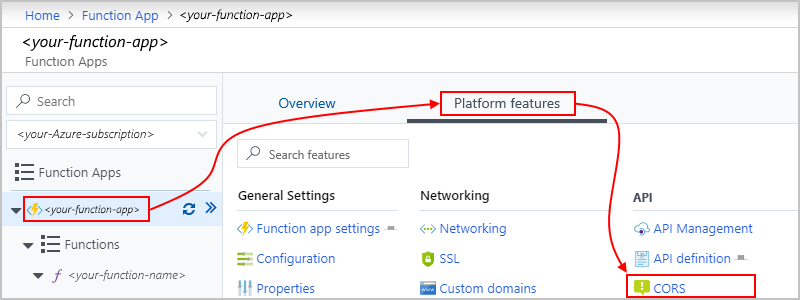 Home > Function App > <your-function-app>
<your-function-app>
Function Apps
Search
<your-Azure-subscription>
Function Apps
<your-function-app>
Functions
f <your-function-name>
Overview
Platform features
Search features
General Settings
Function app settings
Configuration
Properties
Networking
Networking
SSL
www
Custom domains
API
API Management
API definition
CORS